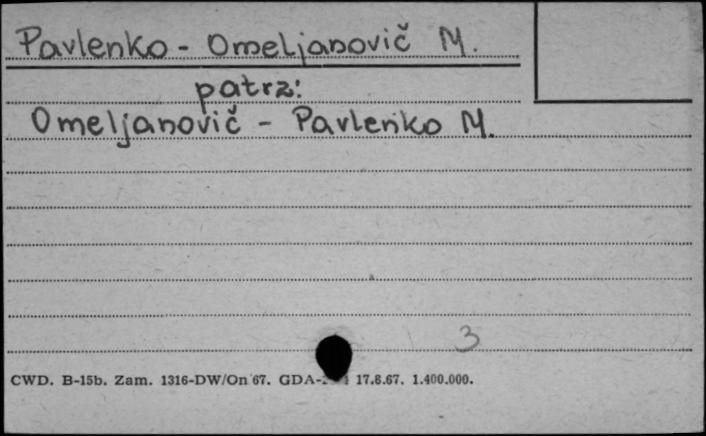 Pavlenko - Omeljanovič M.
patrz:
Omeljanovič - Pavlenko M.
3
CWD. B-15b. Zam. 1316-DW/On 67. 17.8.67. 1.400.000.